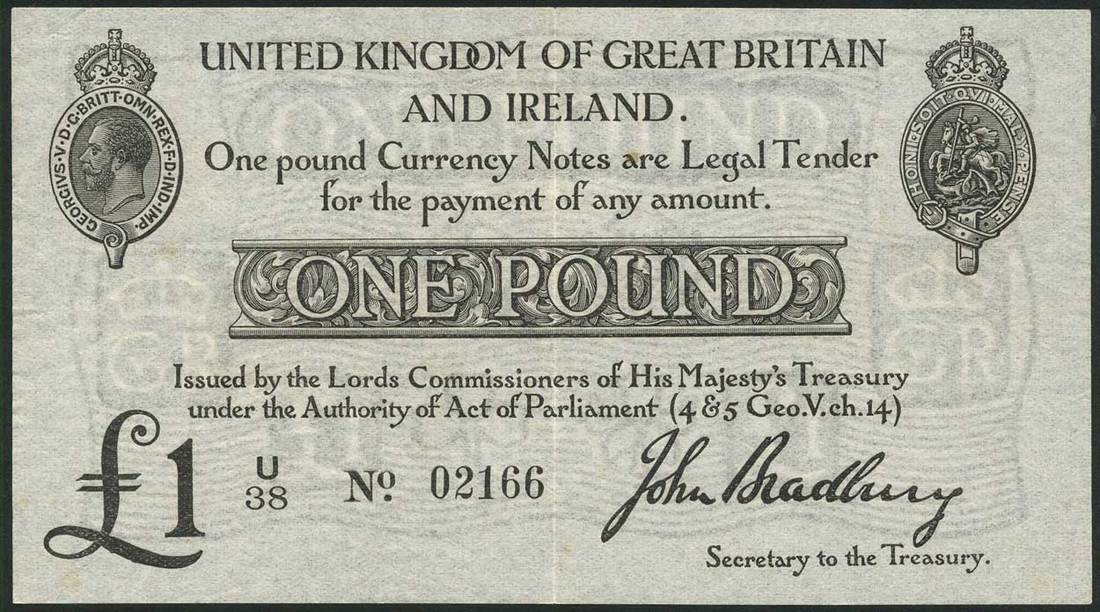 UNITED KINGDOM OF GREAT BRITAIN
AND IRELAND.
GEORGIVS·V·D·G·BRITT·OMN·REX·F·D·IND·IMP·
HONI·SOIT·QVI·MAL·Y·PENSE
One pound Currency Notes are Legal Tender
for the payment of any amount.
ONE POUND
Issued by the Lords Commissioners of His Majesty's Treasury
under the Authority of Act of Parliament (4 & 5 Geo.V.ch.14)
£1
U
38
Nº 02166
John Bradbury
Secretary to the Treasury.